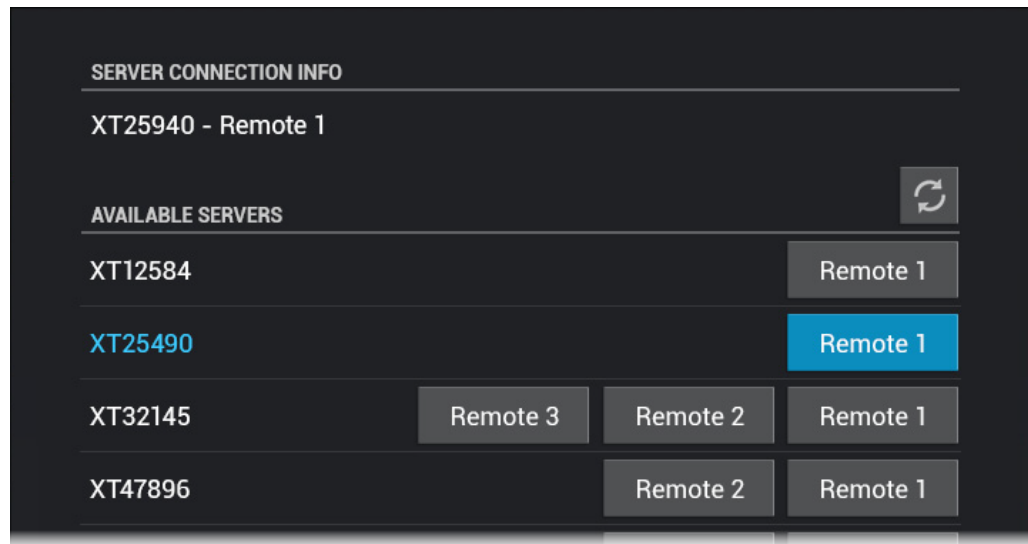 SERVER CONNECTION INFO
XT25940 - Remote 1
AVAILABLE SERVERS
XT12584 Remote 1
XT25490 Remote 1
XT32145 Remote 3 Remote 2 Remote 1
XT47896 Remote 2 Remote 1